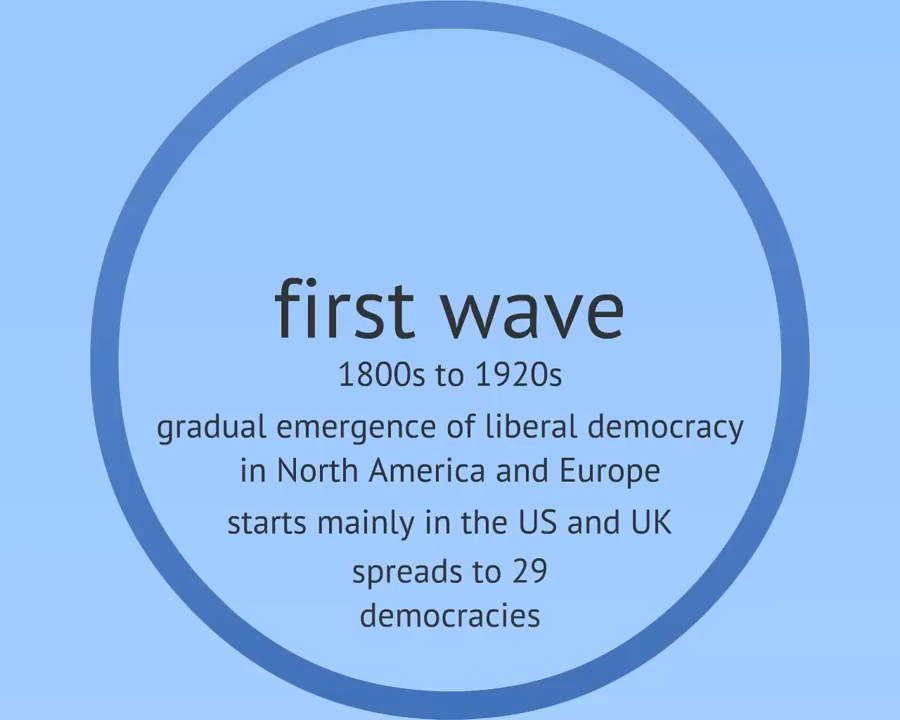 first wave
1800s to 1920s
gradual emergence of liberal democracy
in North America and Europe
starts mainly in the US and UK
spreads to 29
democracies